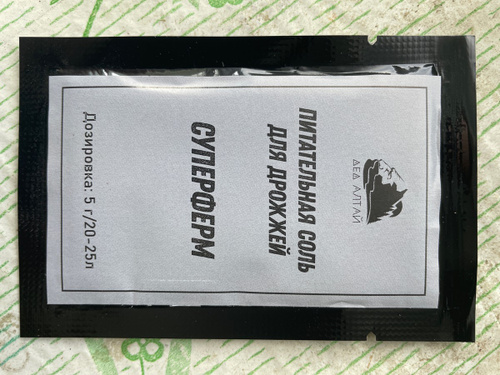 ДЕД АЛТАЙ
ПИТАТЕЛЬНАЯ СОЛЬ
ДЛЯ ДРОЖЖЕЙ
СУПЕРФЕРМ
Дозировка: 5 г/20-25л